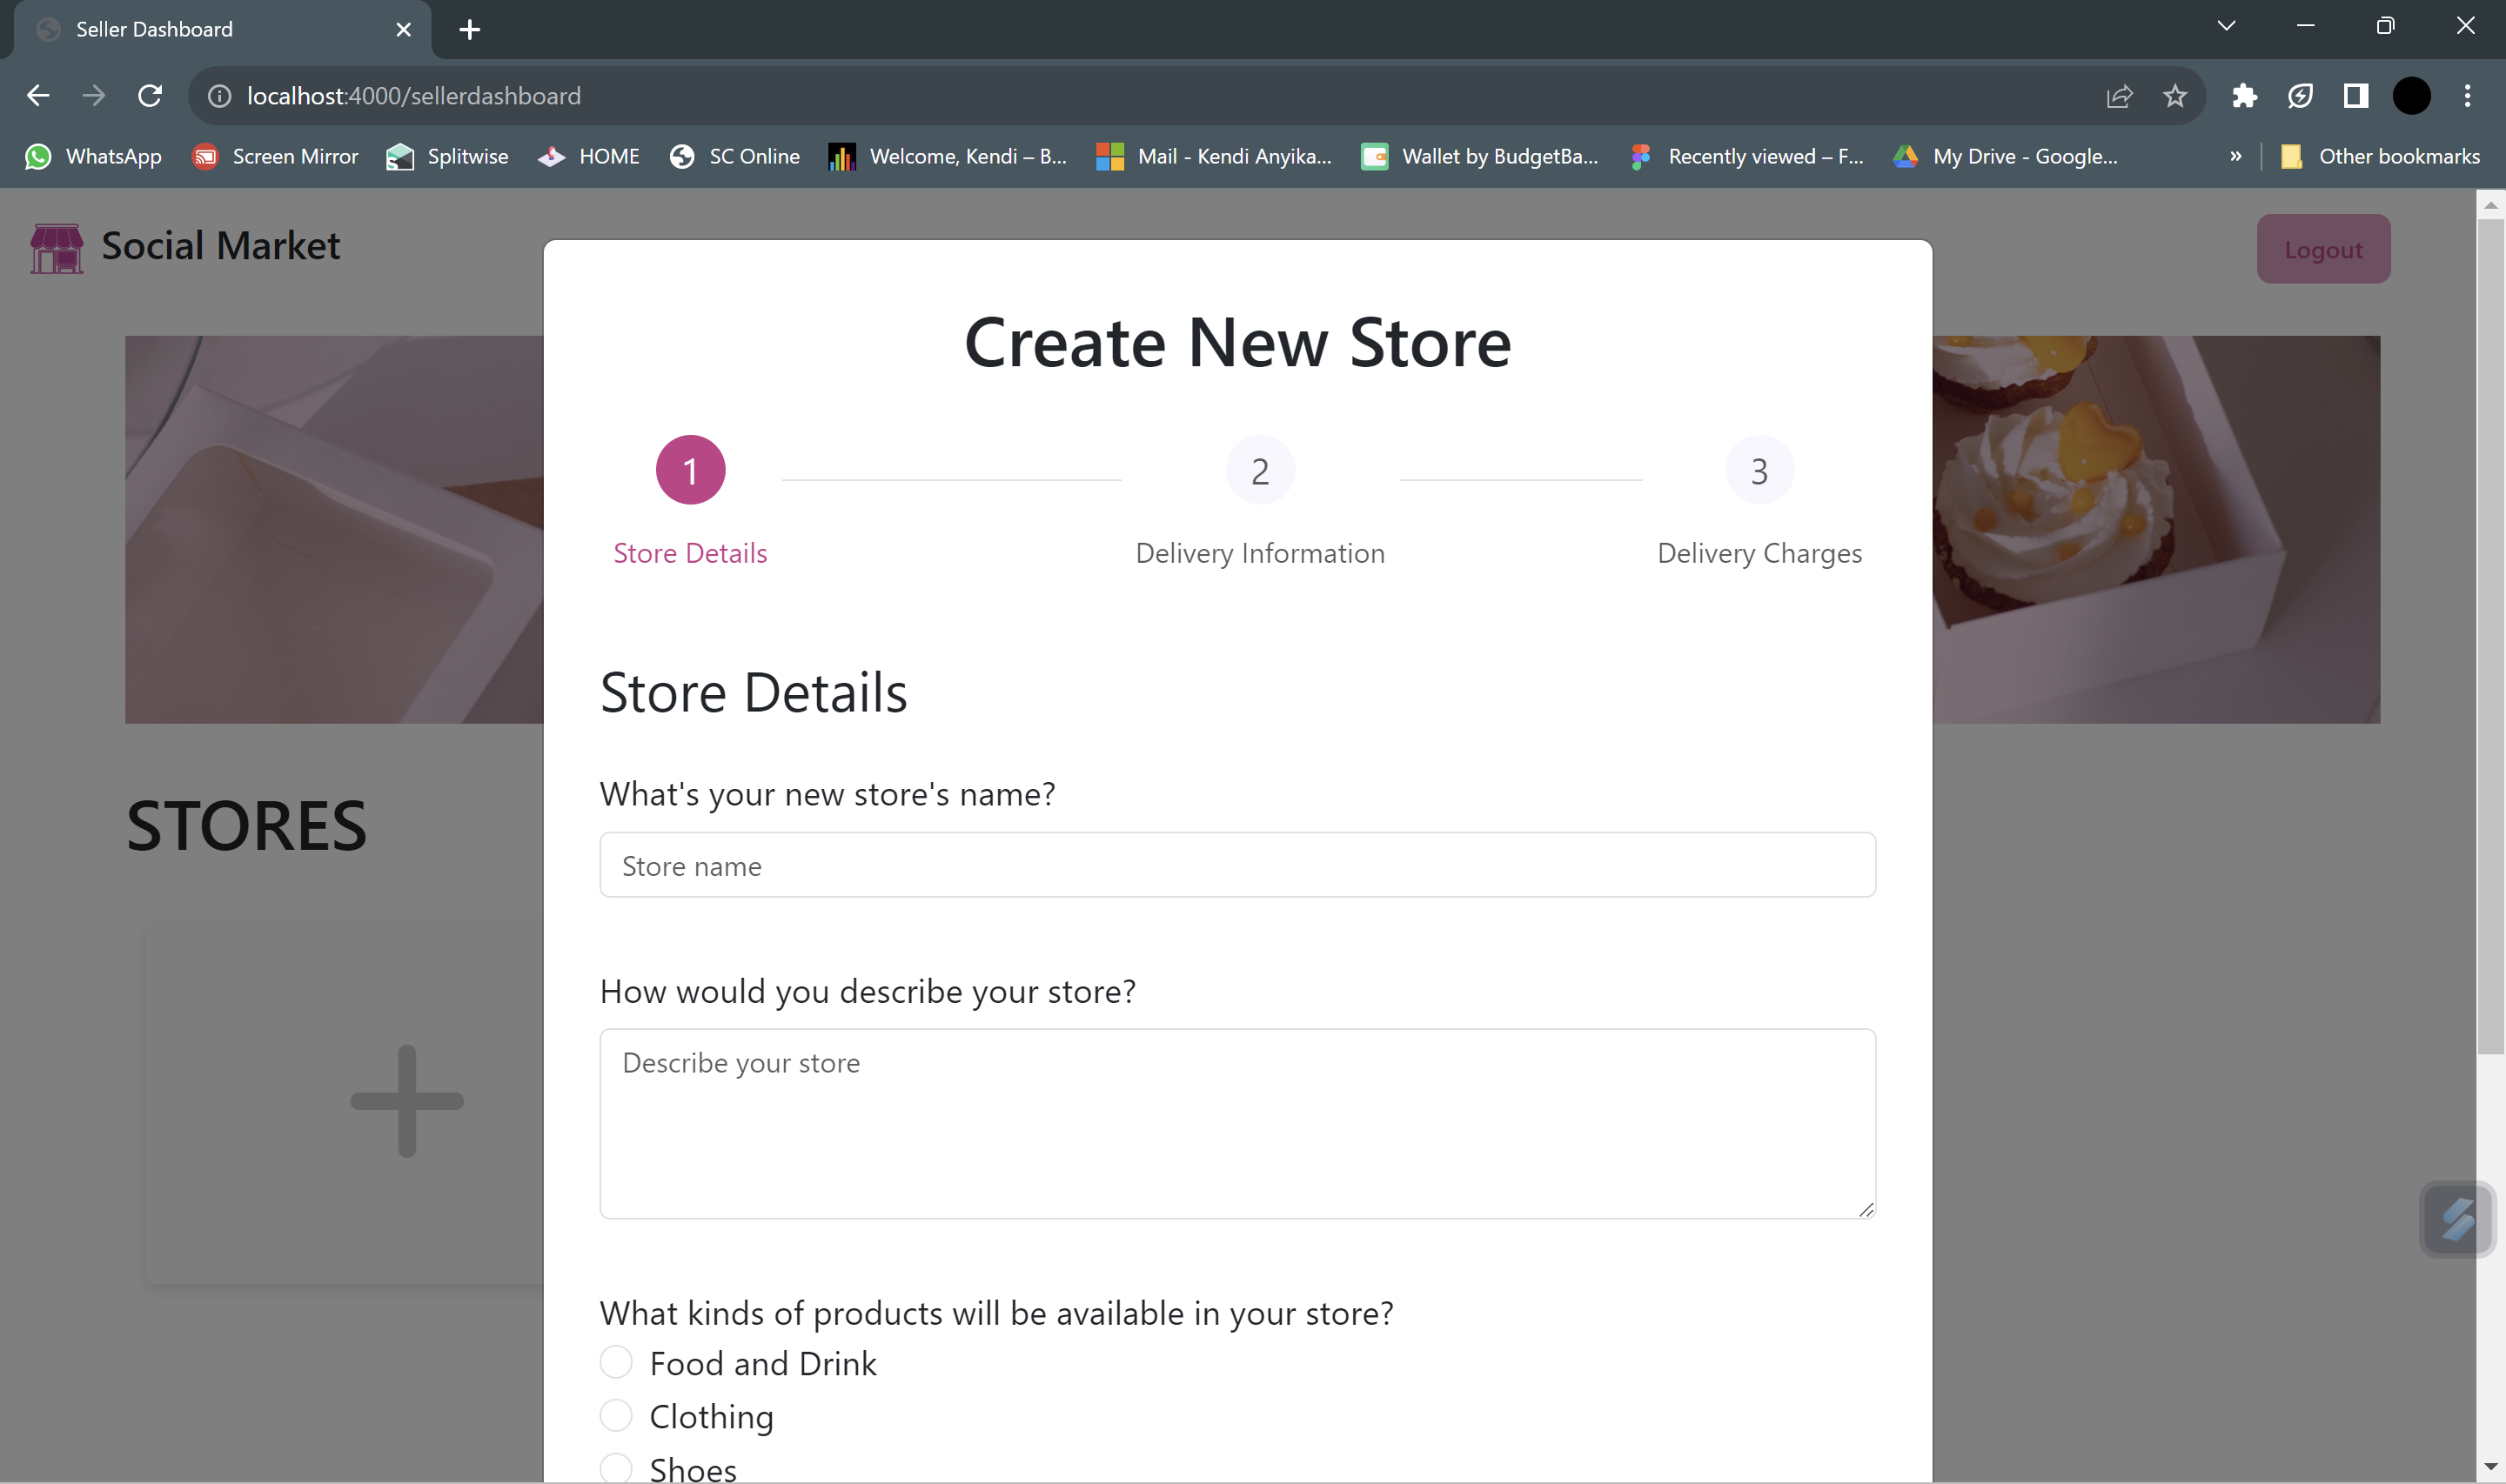 Seller Dashboard
localhost:4000/sellerdashboard
WhatsApp Screen Mirror Splitwise HOME SC Online Welcome, Kendi – B... Mail - Kendi Anyika... Wallet by BudgetBa... Recently viewed – F... My Drive - Google... » Other bookmarks
Social Market
Logout
Create New Store
1 2 3
Store Details Delivery Information Delivery Charges
Store Details
What's your new store's name?
Store name
STORES
How would you describe your store?
Describe your store
What kinds of products will be available in your store?
Food and Drink
Clothing
Shoes